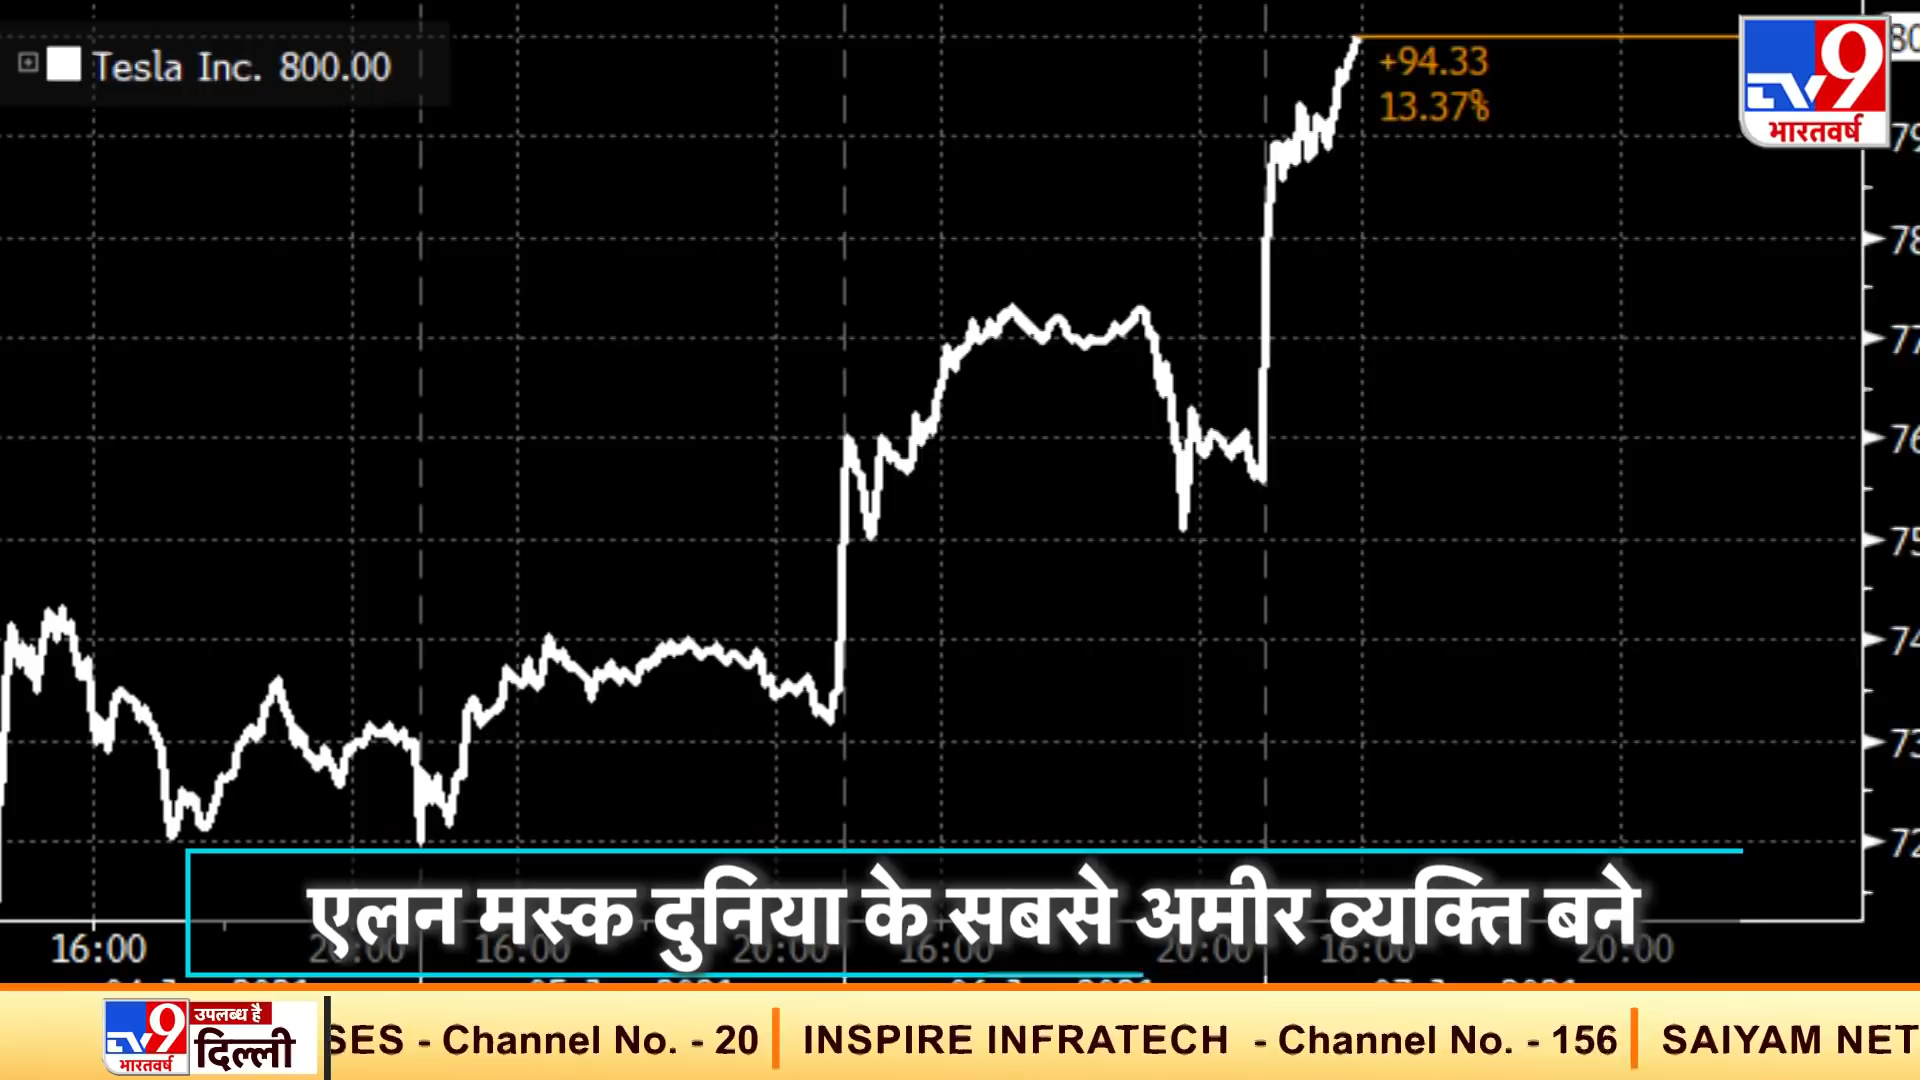 Tesla Inc. 800.00
+94.33
13.37%
TV9
भारतवर्ष
एलन मस्क दुनिया के सबसे अमीर व्यक्ति बने
16:00 20:00 16:00 20:00 16:00 20:00 16:00 20:00
TV9
भारतवर्ष
उपलब्ध है
दिल्ली
SES - Channel No. - 20
INSPIRE INFRATECH - Channel No. - 156
SAIYAM NET